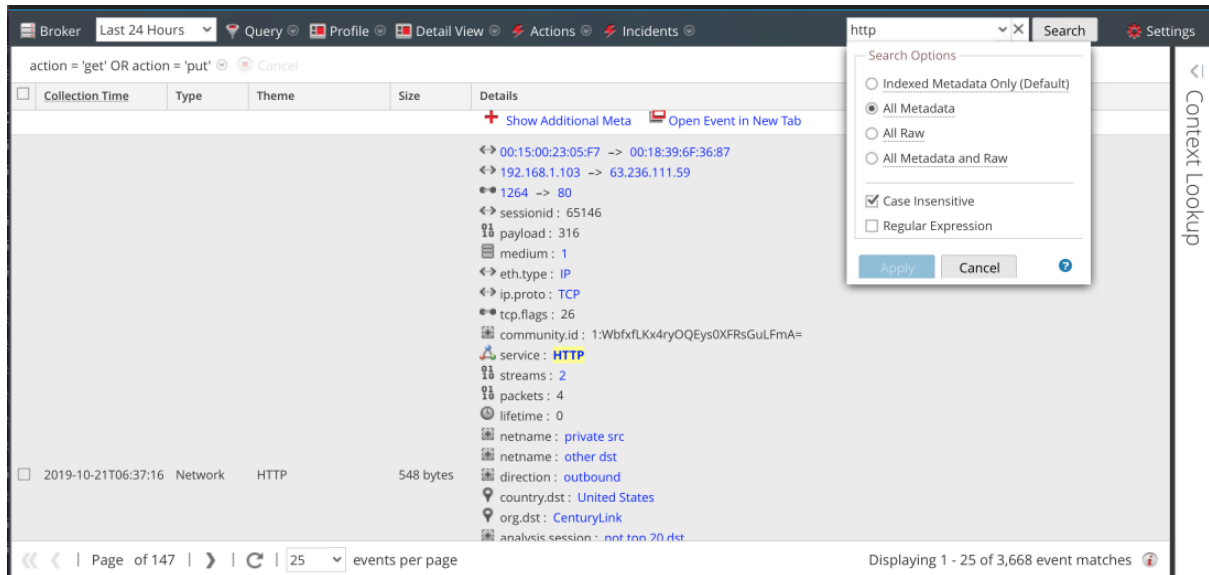 Broker Last 24 Hours Query Profile Detail View Actions Incidents http Search Settings
action = 'get' OR action = 'put' Cancel
Search Options
Indexed Metadata Only (Default)
All Metadata
All Raw
All Metadata and Raw
Case Insensitive
Regular Expression
Apply Cancel
Context Lookup
Collection Time Type Theme Size Details
Show Additional Meta Open Event in New Tab
00:15:00:23:05:F7 -> 00:18:39:6F:36:87
192.168.1.103 -> 63.236.111.59
1264 -> 80
sessionid : 65146
payload : 316
medium : 1
eth.type : IP
ip.proto : TCP
tcp.flags : 26
community.id : 1:WbfxfLKx4ryOQEys0XFRsGuLFmA=
service : HTTP
streams : 2
packets : 4
lifetime : 0
netname : private src
netname : other dst
2019-10-21T06:37:16 Network HTTP 548 bytes direction : outbound
country.dst : United States
org.dst : CenturyLink
analysis.session : not top 20 dst
Page of 147 25 events per page Displaying 1 - 25 of 3,668 event matches